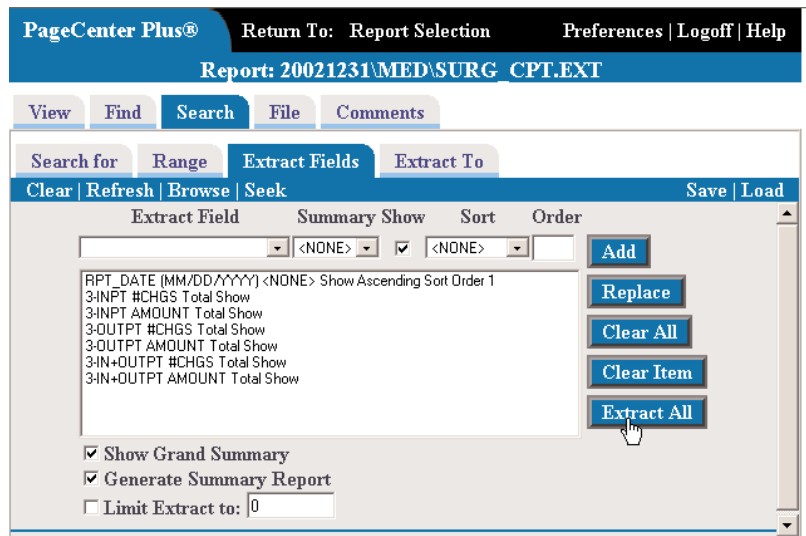 PageCenter Plus® Return To: Report Selection Preferences | Logoff | Help
Report: 20021231\MED\SURG_CPT.EXT
View Find Search File Comments
Search for Range Extract Fields Extract To
Clear | Refresh | Browse | Seek Save | Load
Extract Field Summary Show Sort Order
<NONE> <NONE> Add
RPT_DATE (MM/DD/YYYY) <NONE> Show Ascending Sort Order 1
3-INPT #CHGS Total Show
3-INPT AMOUNT Total Show
3-OUTPT #CHGS Total Show
3-OUTPT AMOUNT Total Show
3-IN+OUTPT #CHGS Total Show
3-IN+OUTPT AMOUNT Total Show
Replace
Clear All
Clear Item
Extract All
Show Grand Summary
Generate Summary Report
Limit Extract to: 0